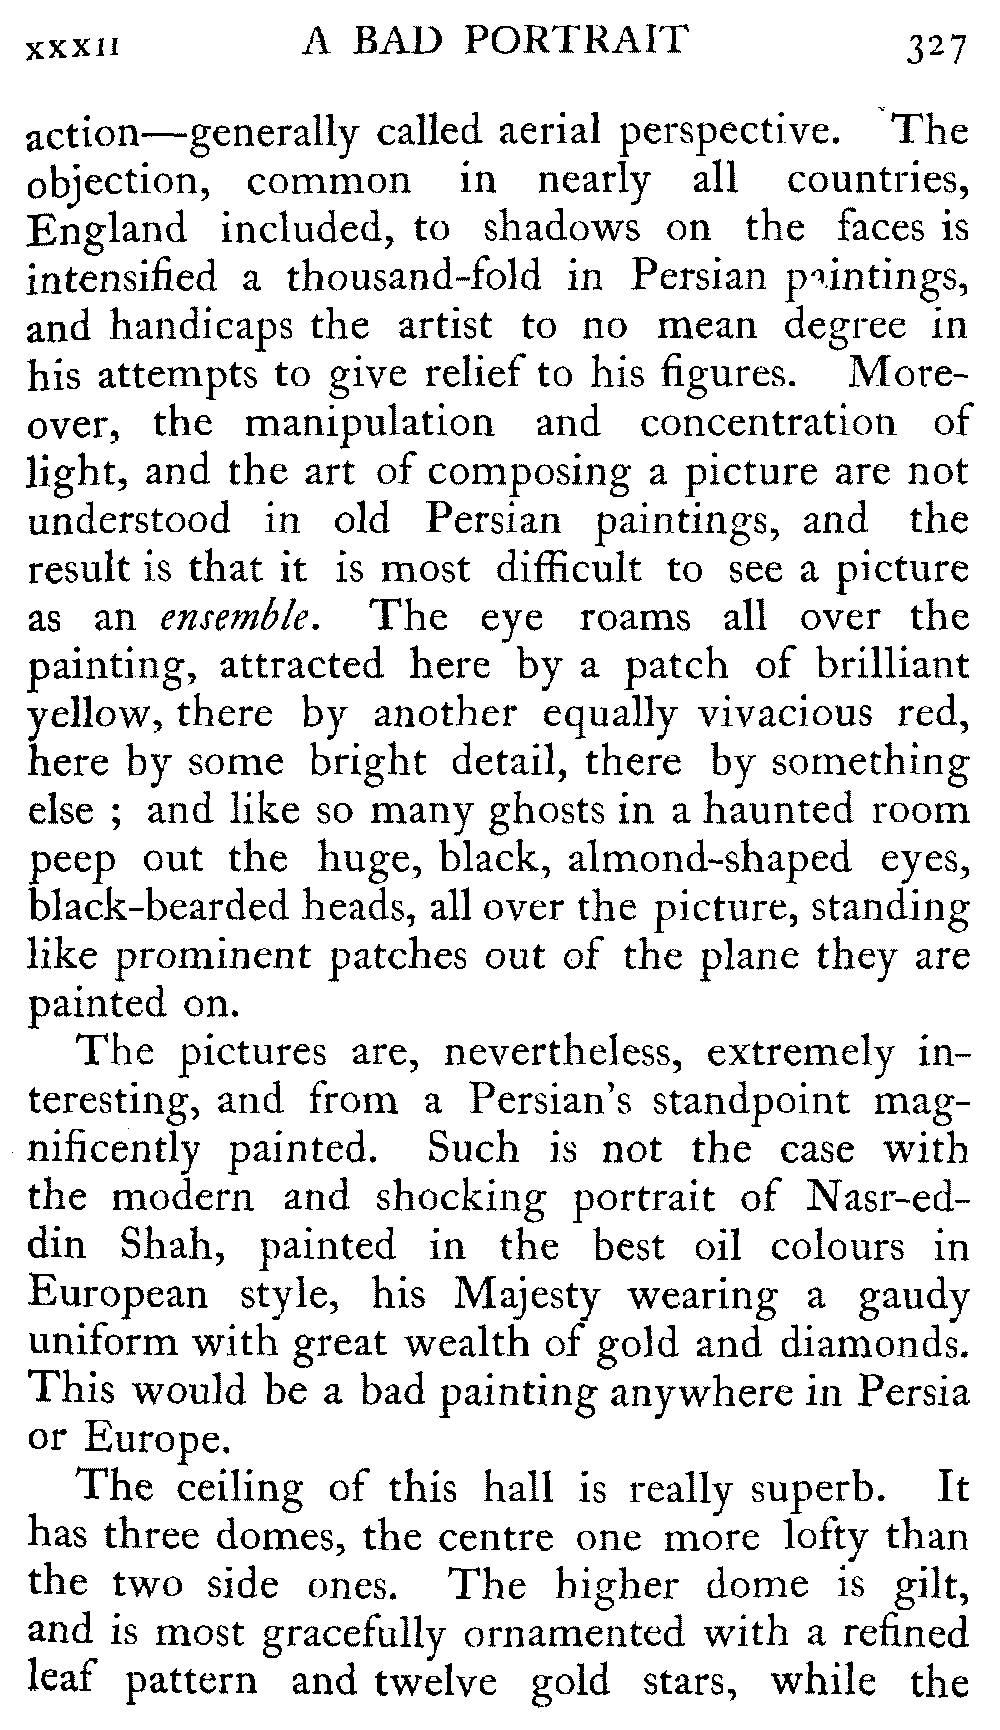 XXXII A BAD PORTRAIT 327
action—generally called aerial perspective. The
objection, common in nearly all countries,
England included, to shadows on the faces is
intensified a thousand-fold in Persian paintings,
and handicaps the artist to no mean degree in
his attempts to give relief to his figures. More-
over, the manipulation and concentration of
light, and the art of composing a picture are not
understood in old Persian paintings, and the
result is that it is most difficult to see a picture
as an ensemble. The eye roams all over the
painting, attracted here by a patch of brilliant
yellow, there by another equally vivacious red,
here by some bright detail, there by something
else ; and like so many ghosts in a haunted room
peep out the huge, black, almond-shaped eyes,
black-bearded heads, all over the picture, standing
like prominent patches out of the plane they are
painted on.
The pictures are, nevertheless, extremely in-
teresting, and from a Persian's standpoint mag-
nificently painted. Such is not the case with
the modern and shocking portrait of Nasr-ed-
din Shah, painted in the best oil colours in
European style, his Majesty wearing a gaudy
uniform with great wealth of gold and diamonds.
This would be a bad painting anywhere in Persia
or Europe.
The ceiling of this hall is really superb. It
has three domes, the centre one more lofty than
the two side ones. The higher dome is gilt,
and is most gracefully ornamented with a refined
leaf pattern and twelve gold stars, while the